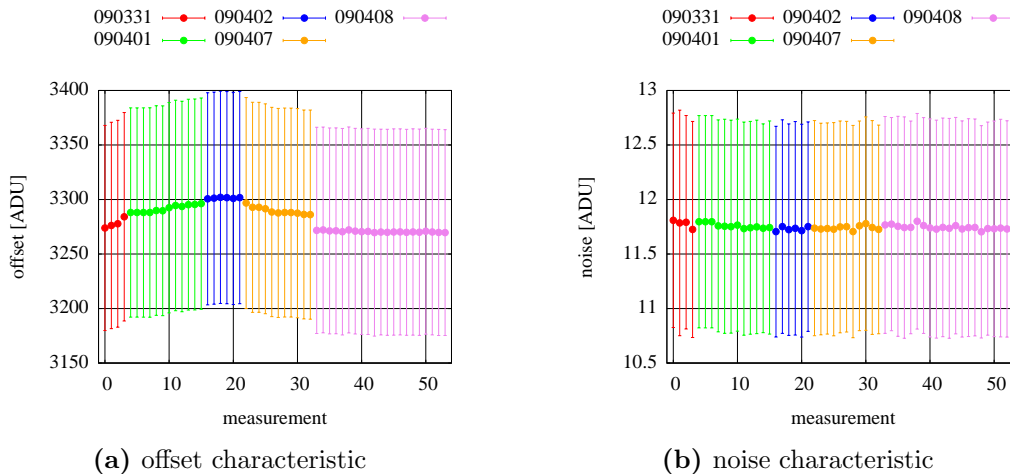 090331 090402 090408
090401 090407
3400
3350
3300
3250
3200
3150
offset [ADU]
0 10 20 30 40 50
measurement
(a) offset characteristic
090331 090402 090408
090401 090407
13
12.5
12
11.5
11
10.5
noise [ADU]
0 10 20 30 40 50
measurement
(b) noise characteristic